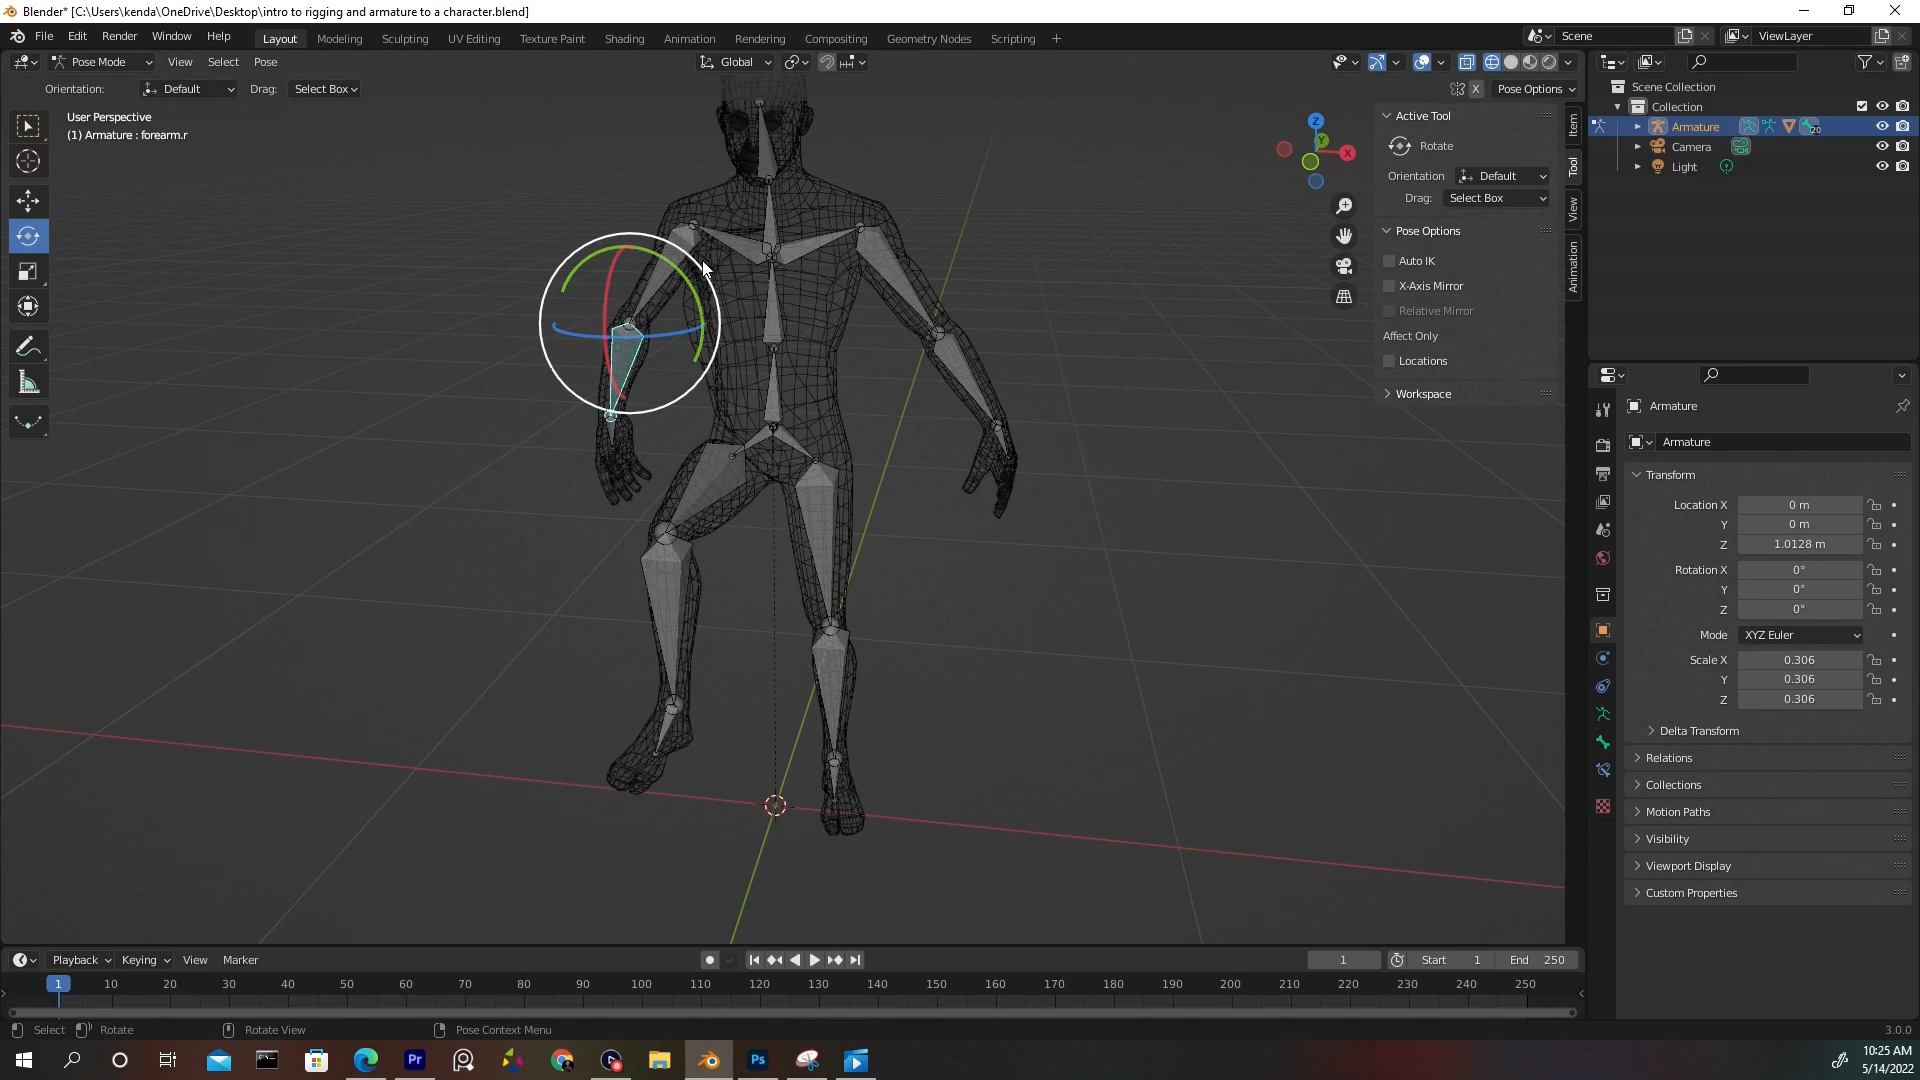 Blender* [C:\Users\kenda\OneDrive\Desktop\intro to rigging and armature to a character.blend]
File Edit Render Window Help Layout Modeling Sculpting UV Editing Texture Paint Shading Animation Rendering Compositing Geometry Nodes Scripting + Scene ViewLayer
Pose Mode View Select Pose Global
Orientation: Default Drag: Select Box X Pose Options
User Perspective
(1) Armature : forearm.r
Z
Y
X
Active Tool
Rotate
Orientation Default
Drag: Select Box
Pose Options
Auto IK
X-Axis Mirror
Relative Mirror
Affect Only
Locations
Workspace
Item
Tool
View
Animation
Scene Collection
Collection
Armature 20
Camera
Light
Armature
Armature
Transform
Location X 0 m
Y 0 m
Z 1.0128 m
Rotation X 0°
Y 0°
Z 0°
Mode XYZ Euler
Scale X 0.306
Y 0.306
Z 0.306
Delta Transform
Relations
Collections
Motion Paths
Visibility
Viewport Display
Custom Properties
Playback Keying View Marker 1 Start 1 End 250
1 10 20 30 40 50 60 70 80 90 100 110 120 130 140 150 160 170 180 190 200 210 220 230 240 250
Select Rotate Rotate View Pose Context Menu 3.0.0
Pr Ps
10:25 AM
5/14/2022